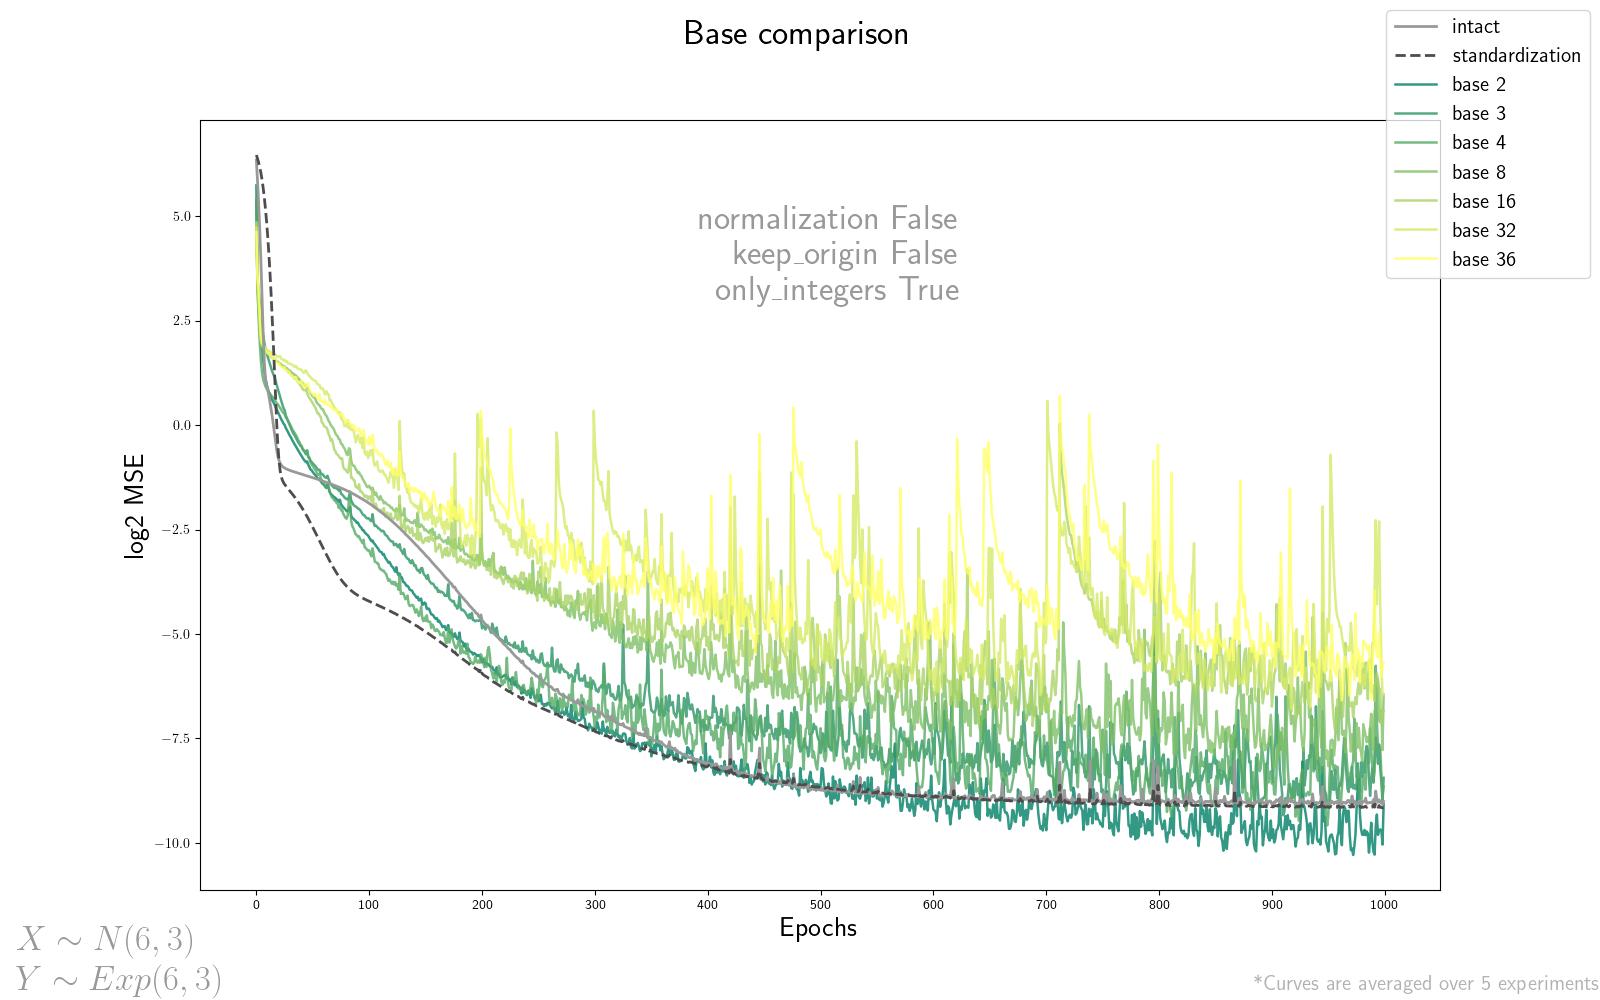 Base comparison
intact
standardization
base 2
base 3
base 4
base 8
base 16
base 32
base 36
normalization False
keep_origin False
only_integers True
log2 MSE
5.0
2.5
0.0
−2.5
−5.0
−7.5
−10.0
0 100 200 300 400 500 600 700 800 900 1000
Epochs
X ∼ N(6, 3)
Y ∼ Exp(6, 3)
*Curves are averaged over 5 experiments